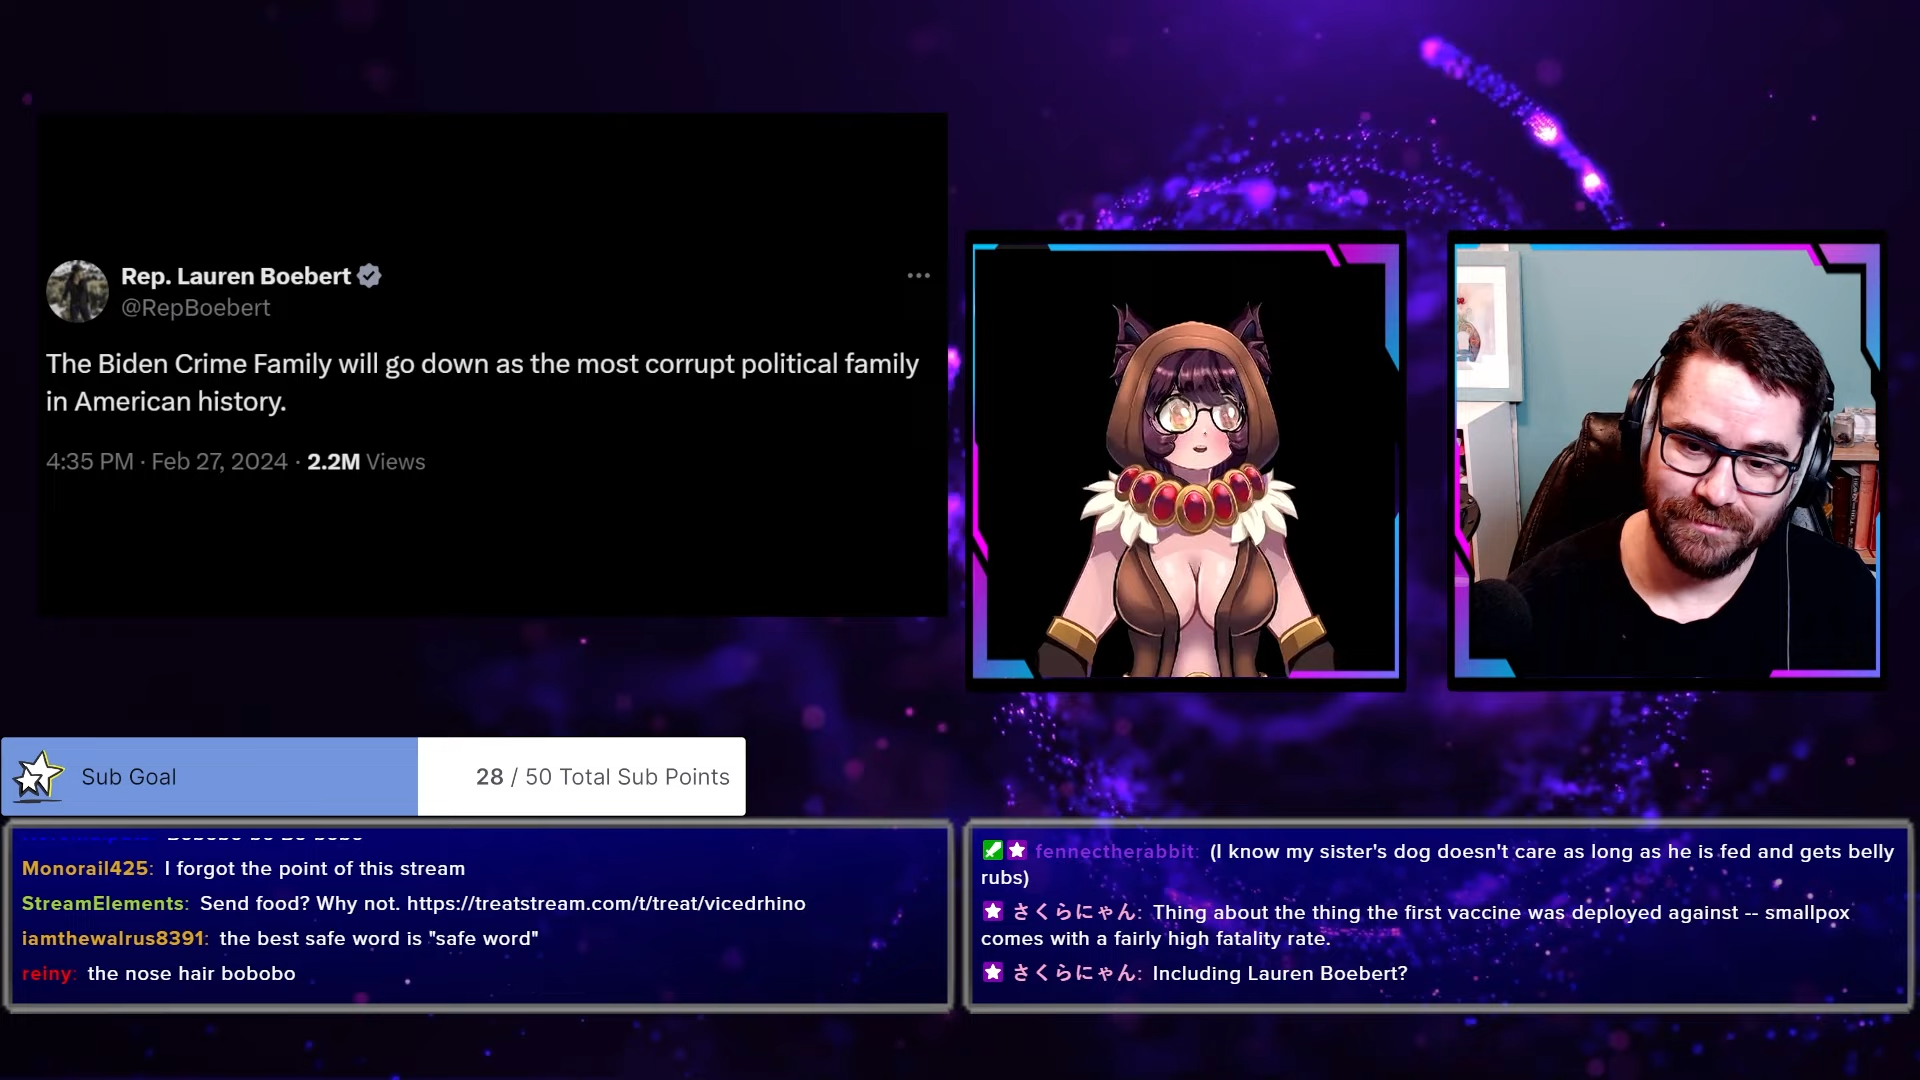 Rep. Lauren Boebert
@RepBoebert
The Biden Crime Family will go down as the most corrupt political family
in American history.
4:35 PM · Feb 27, 2024 · 2.2M Views
Sub Goal
28 / 50 Total Sub Points
Monorail425: I forgot the point of this stream
StreamElements: Send food? Why not. https://treatstream.com/t/treat/vicedrhino
iamthewalrus8391: the best safe word is "safe word"
reiny: the nose hair bobobo
fennectherabbit: (I know my sister's dog doesn't care as long as he is fed and gets belly
rubs)
さくらにゃん: Thing about the thing the first vaccine was deployed against -- smallpox
comes with a fairly high fatality rate.
さくらにゃん: Including Lauren Boebert?